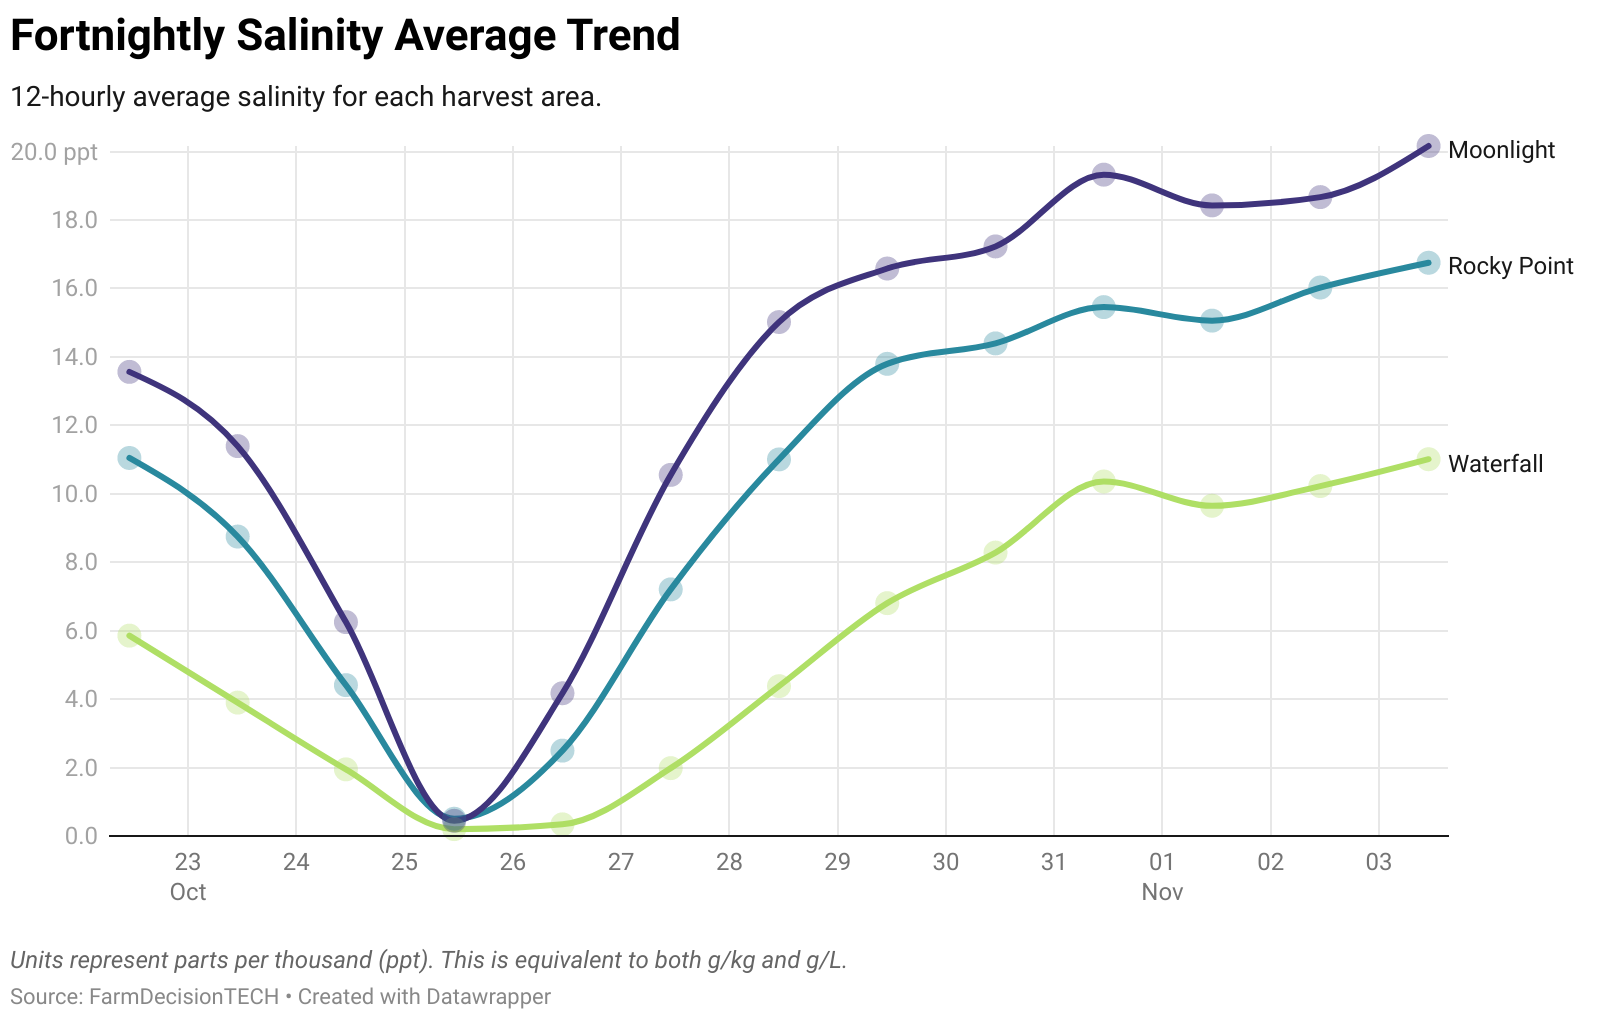 Fortnightly Salinity Average Trend
12-hourly average salinity for each harvest area.
20.0 ppt
18.0
16.0
14.0
12.0
10.0
8.0
6.0
4.0
2.0
0.0
Moonlight
Rocky Point
Waterfall
23 24 25 26 27 28 29 30 31 01 02 03
Oct Nov
Units represent parts per thousand (ppt). This is equivalent to both g/kg and g/L.
Source: FarmDecisionTECH • Created with Datawrapper